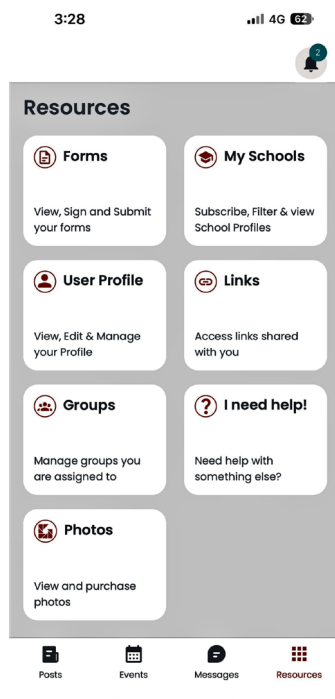 3:28
4G 62
2
Resources
Forms
View, Sign and Submit
your forms
My Schools
Subscribe, Filter & view
School Profiles
User Profile
View, Edit & Manage
your Profile
Links
Access links shared
with you
Groups
Manage groups you
are assigned to
I need help!
Need help with
something else?
Photos
View and purchase
photos
Posts
Events
Messages
Resources